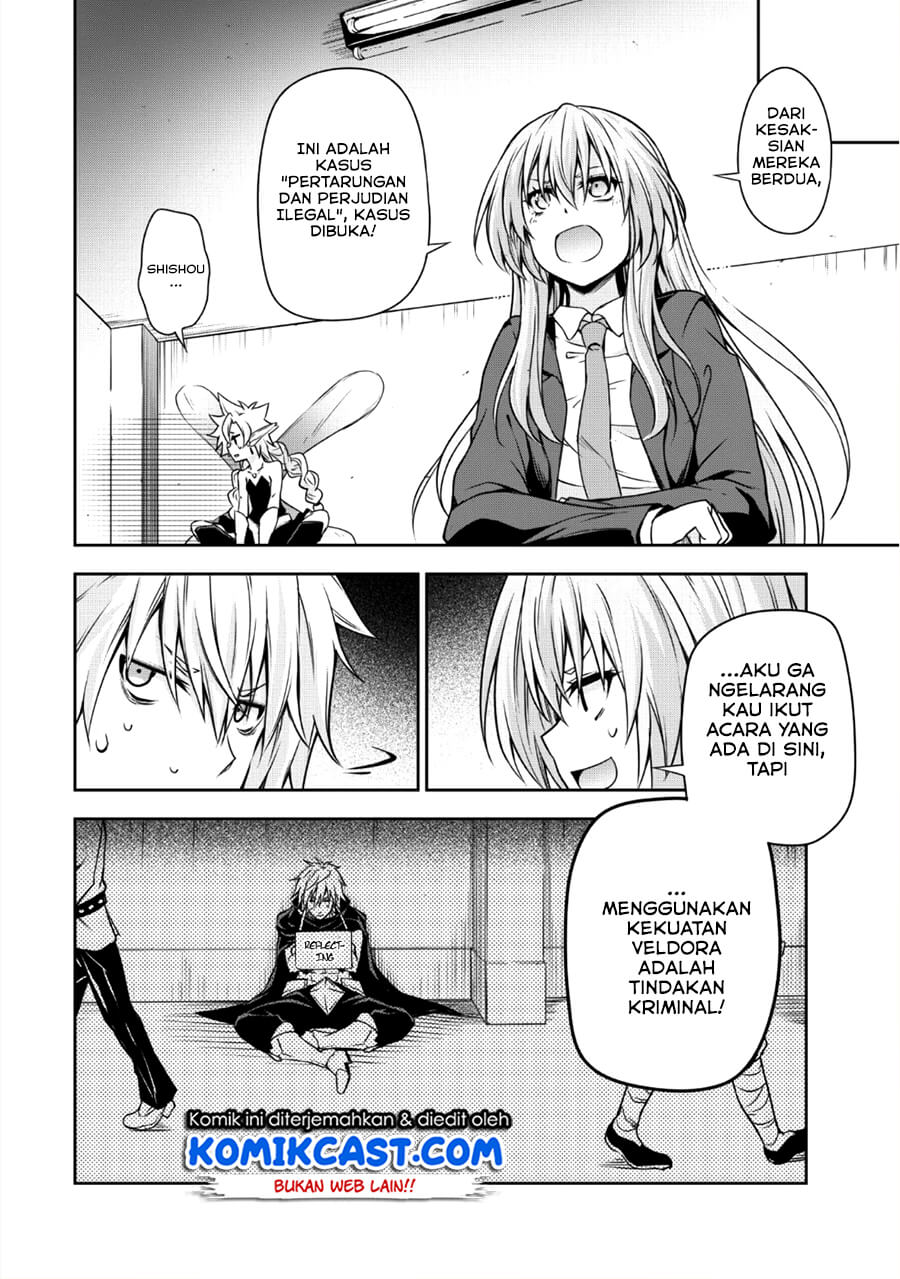 DARI
KESAK-
SIAN
MEREKA
BERDUA,
INI ADALAH
KASUS
"PERTARUNGAN
DAN PERJUDIAN
ILEGAL", KASUS
DIBUKA!
SHISHOU
...
...AKU GA
NGELARANG
KAU IKUT
ACARA YANG
ADA DI SINI,
TAPI
...
MENGGUNAKAN
KEKUATAN
VELDORA
ADALAH
TINDAKAN
KRIMINAL!
REFLECT-
ING
Komik ini diterjemahkan & diedit oleh
KOMIKCAST.COM
BUKAN WEB LAIN!!